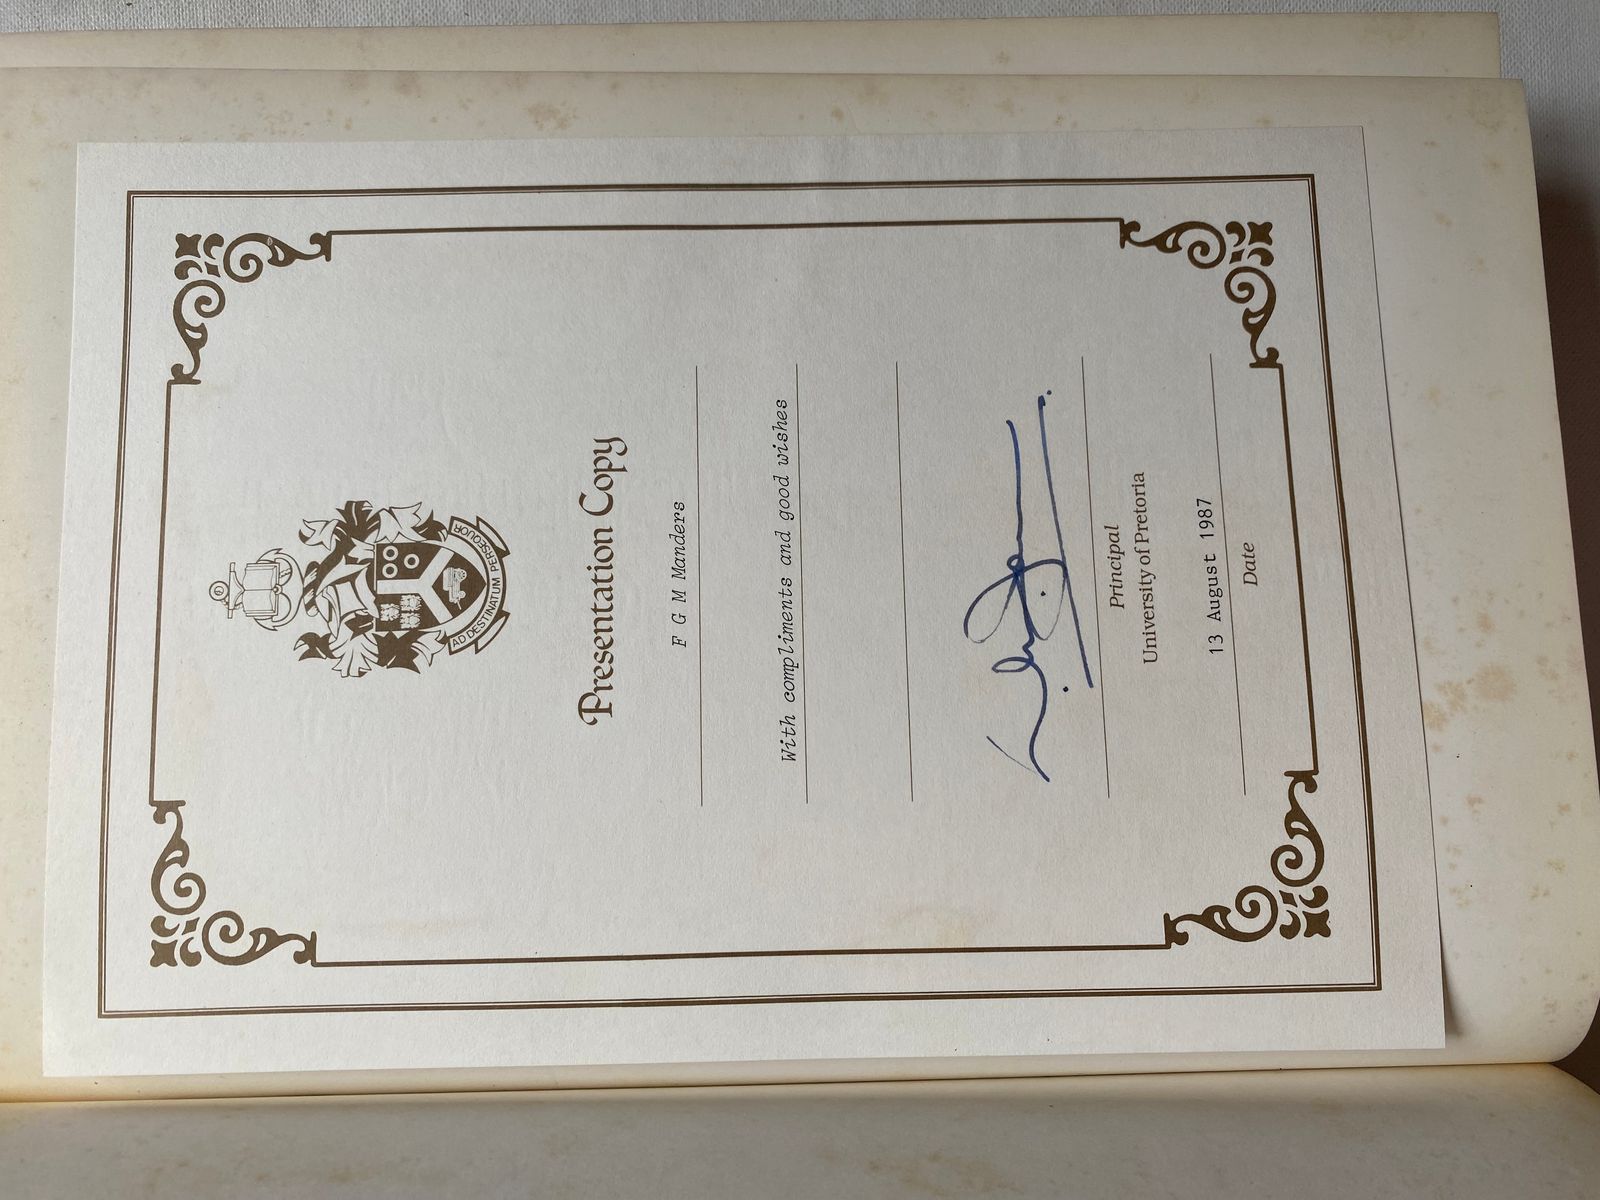 AD DESTINATUM PERSEQUOR
Presentation Copy
F G M Manders
With compliments and good wishes
Principal
University of Pretoria
13 August 1987
Date